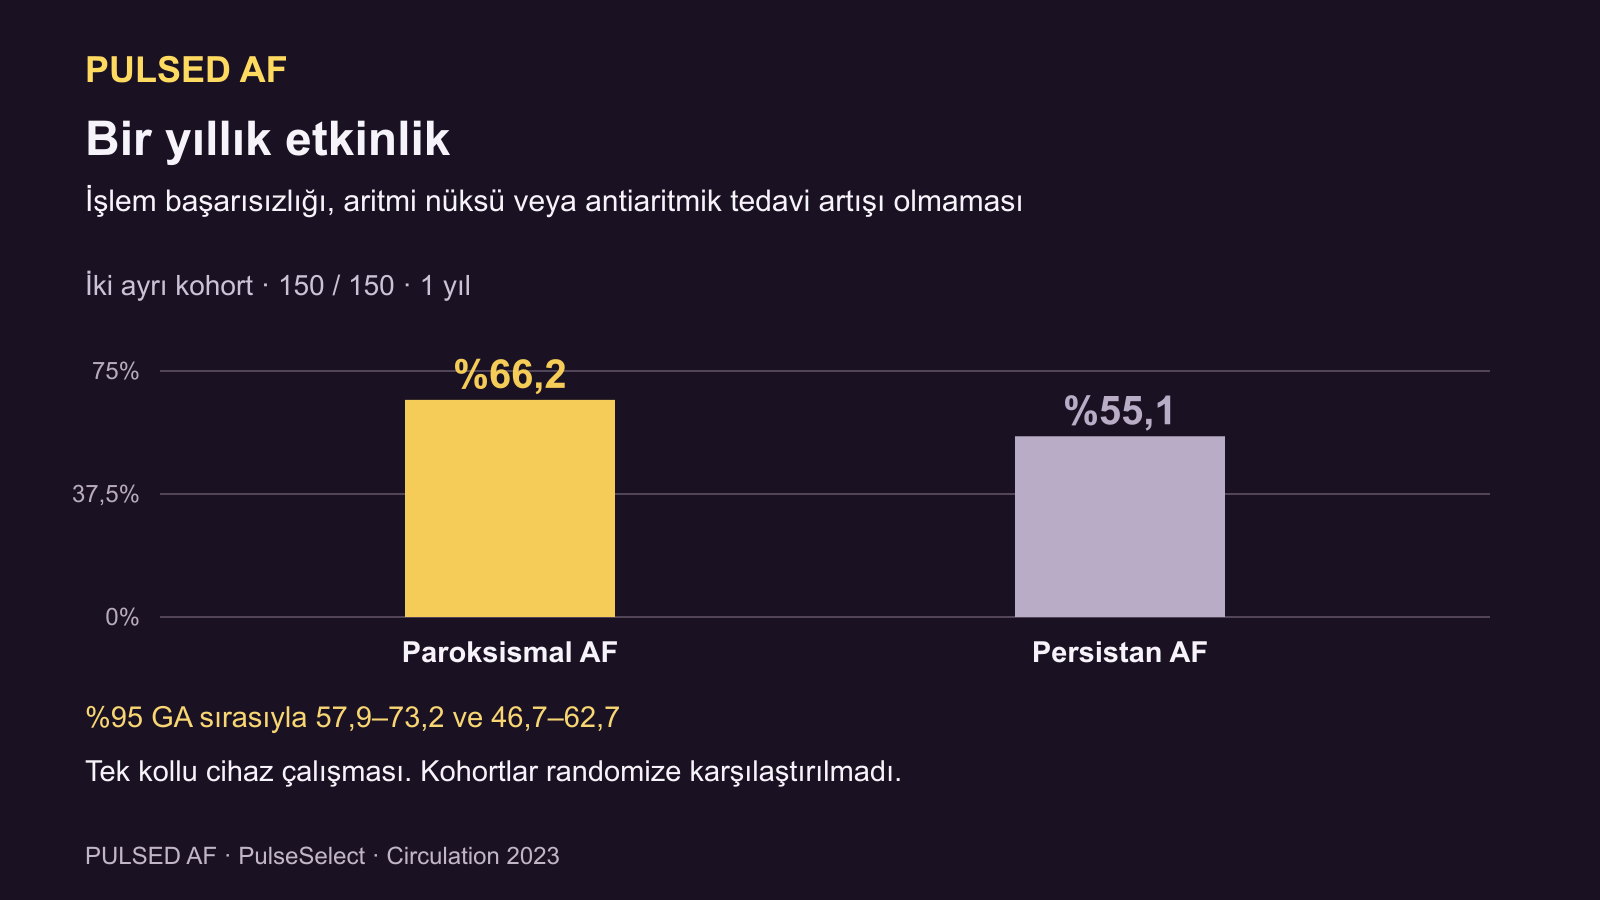 PULSED AF
Bir yıllık etkinlik
İşlem başarısızlığı, aritmi nüksü veya antiaritmik tedavi artışı olmaması
İki ayrı kohort · 150 / 150 · 1 yıl
75%
%66,2
%55,1
37,5%
0%
Paroksismal AF
Persistan AF
%95 GA sırasıyla 57,9–73,2 ve 46,7–62,7
Tek kollu cihaz çalışması. Kohortlar randomize karşılaştırılmadı.
PULSED AF · PulseSelect · Circulation 2023